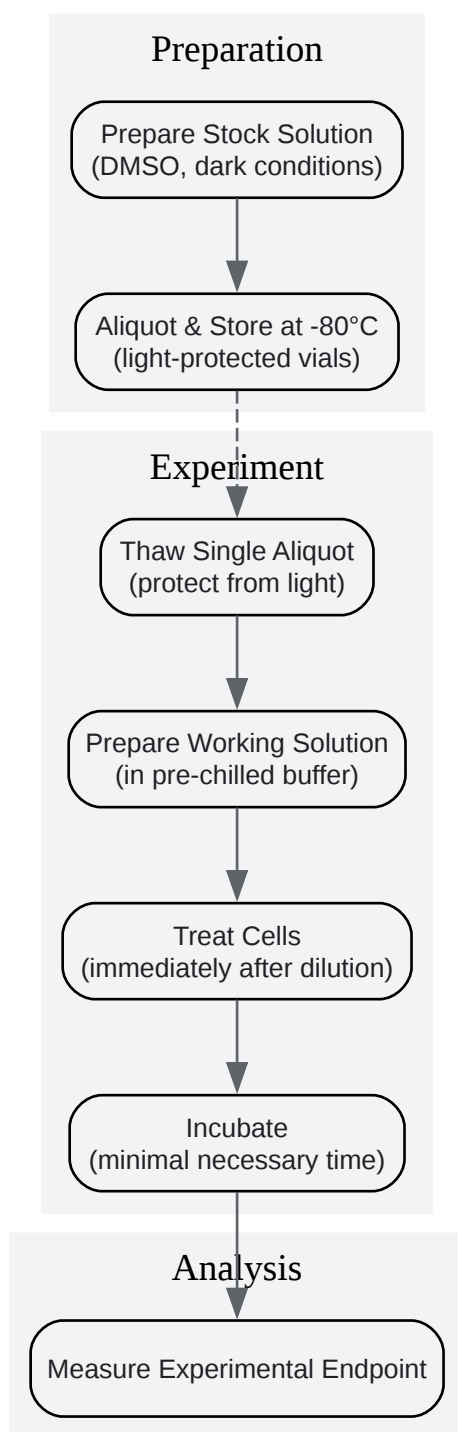 Preparation
Prepare Stock Solution
(DMSO, dark conditions)
Aliquot & Store at -80°C
(light-protected vials)
Experiment
Thaw Single Aliquot
(protect from light)
Prepare Working Solution
(in pre-chilled buffer)
Treat Cells
(immediately after dilution)
Incubate
(minimal necessary time)
Analysis
Measure Experimental Endpoint